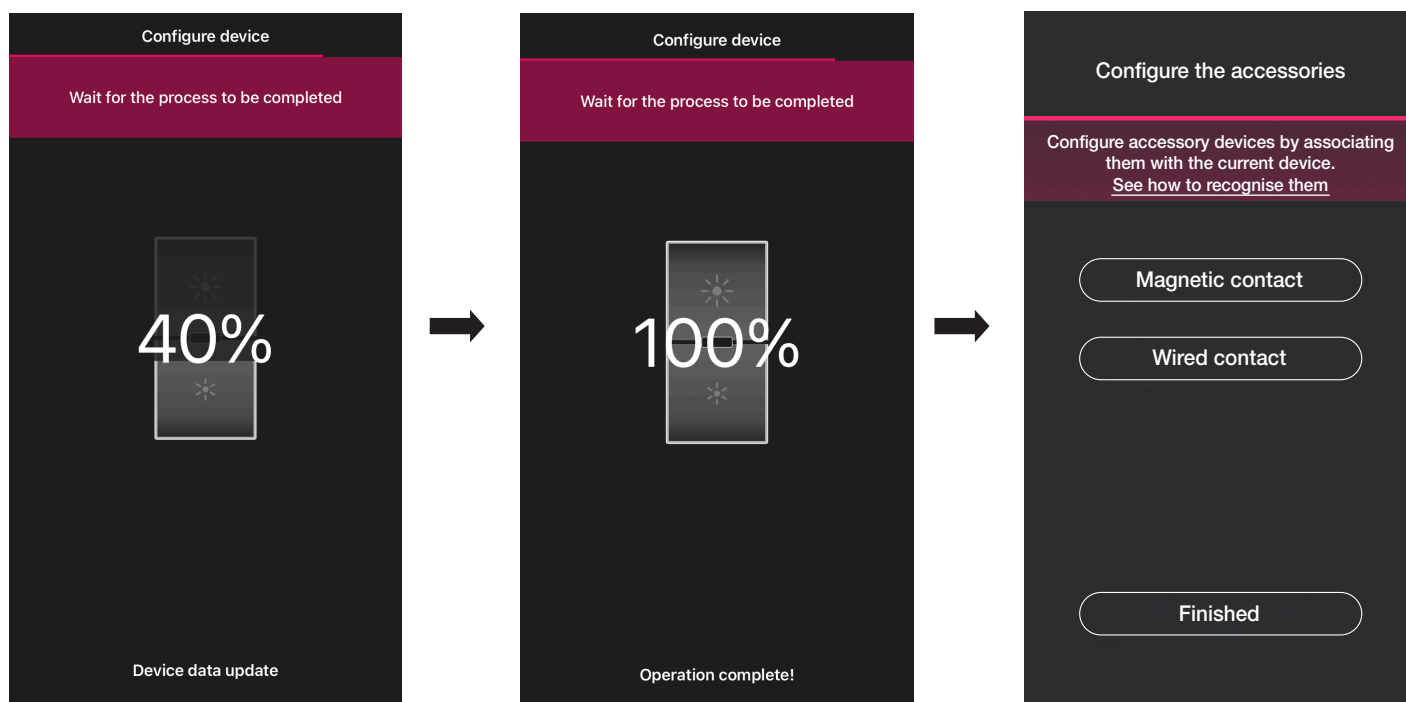 Configure device
Wait for the process to be completed
40%
Device data update
Configure device
Wait for the process to be completed
100%
Operation complete!
Configure the accessories
Configure accessory devices by associating
them with the current device.
See how to recognise them
Magnetic contact
Wired contact
Finished